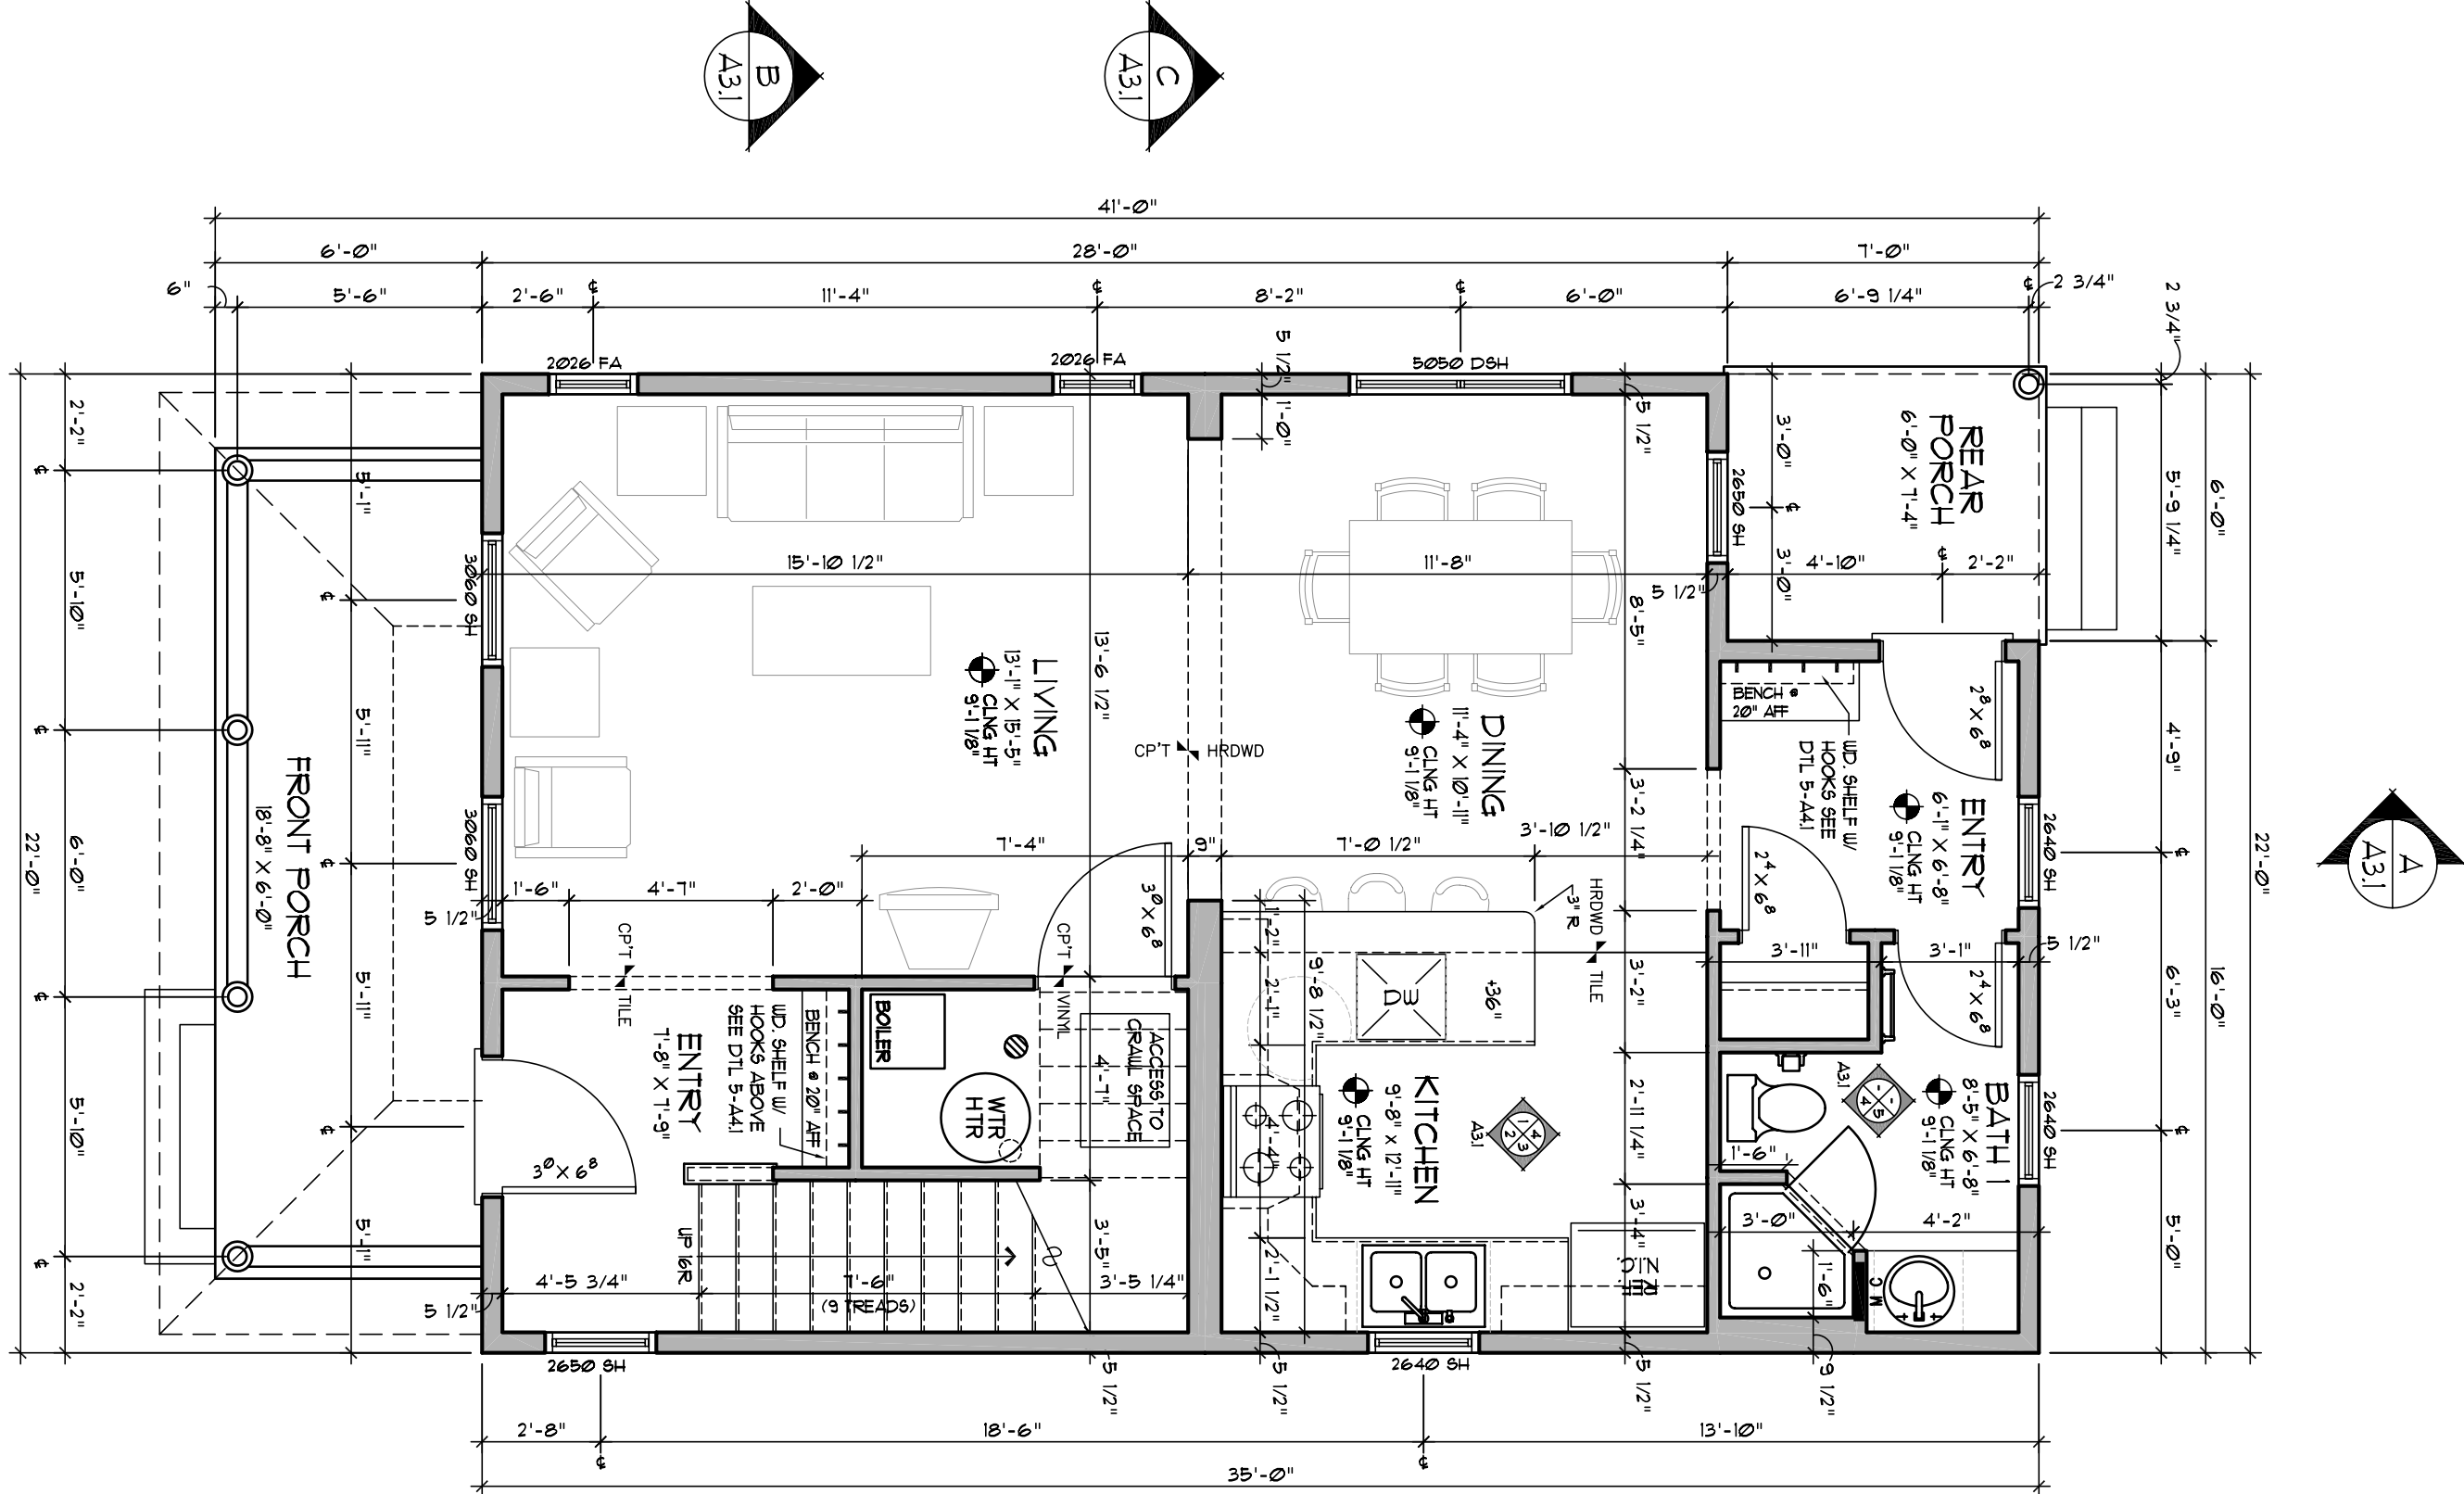 B
A3.1
C
A3.1
41'-0"
6'-0"
28'-0"
7'-0"
6"
5'-6"
2'-6"
¢
11'-4"
¢
8'-2"
¢
6'-0"
6'-9 1/4"
¢
2 3/4"
2 3/4"
2026 FA
2026 FA
5050 DSH
5 1/2"
1'-0"
5 1/2"
2650 SH
3'-0"
¢
3'-0"
REAR
PORCH
6'-0" X 7'-4"
5'-9 1/4"
6'-0"
4'-9"
¢
6'-3"
¢
5'-0"
16'-0"
22'-0"
A
A3.1
22'-0"
2'-2"
¢
5'-10"
¢
6'-0"
¢
5'-10"
¢
2'-2"
5'-1"
¢
5'-11"
¢
5'-11"
¢
5'-1"
FRONT PORCH
18'-8" X 6'-0"
3060 SH
3060 SH
5 1/2"
15'-10 1/2"
11'-8"
5 1/2"
4'-10"
¢
2'-2"
LIVING
13'-1" X 15'-5"
CLNG HT
9'-1 1/8"
13'-6 1/2"
CP'T
HRDWD
DINING
11'-4" X 10'-11"
CLNG HT
9'-1 1/8"
8'-5"
3'-2 1/4"
3'-2"
2'-11 1/4"
3'-4"
5 1/2"
BENCH @
20" AFF
WD. SHELF W/
HOOKS SEE
DTL 5-A4.1
2⁸ X 6⁸
ENTRY
6'-1" X 6'-8"
CLNG HT
9'-1 1/8"
2640 SH
2⁴ X 6⁸
2⁴ X 6⁸
3'-11"
3'-1"
5 1/2"
7'-4"
9"
7'-0 1/2"
3'-10 1/2"
1'-6"
4'-7"
2'-0"
3⁰ X 6⁸
CP'T
TILE
CP'T
VINYL
3" R
HRDWD
TILE
1'-2"
2'-1"
4'-4"
2'-1 1/2"
5 1/2"
9'-8 1/2"
DW
+36"
KITCHEN
9'-8" X 12'-11"
CLNG HT
9'-1 1/8"
1
4
2
3
A3.1
REF.
N.I.C.
BOILER
WTR
HTR
ACCESS TO
CRAWL SPACE
4'-7"
3'-5"
5 1/2"
ENTRY
7'-8" X 7'-9"
WD. SHELF W/
HOOKS ABOVE
SEE DTL 5-A4.1
BENCH @ 20" AFF
3⁰ X 6⁸
UP 16R
4'-5 3/4"
7'-6"
(9 TREADS)
3'-5 1/4"
5 1/2"
BATH 1
8'-5" X 6'-8"
CLNG HT
9'-1 1/8"
-
-
4
5
A3.1
2640 SH
1'-6"
3'-0"
4'-2"
1'-6"
9 1/2"
2650 SH
2640 SH
2'-8"
¢
18'-6"
¢
13'-10"
35'-0"